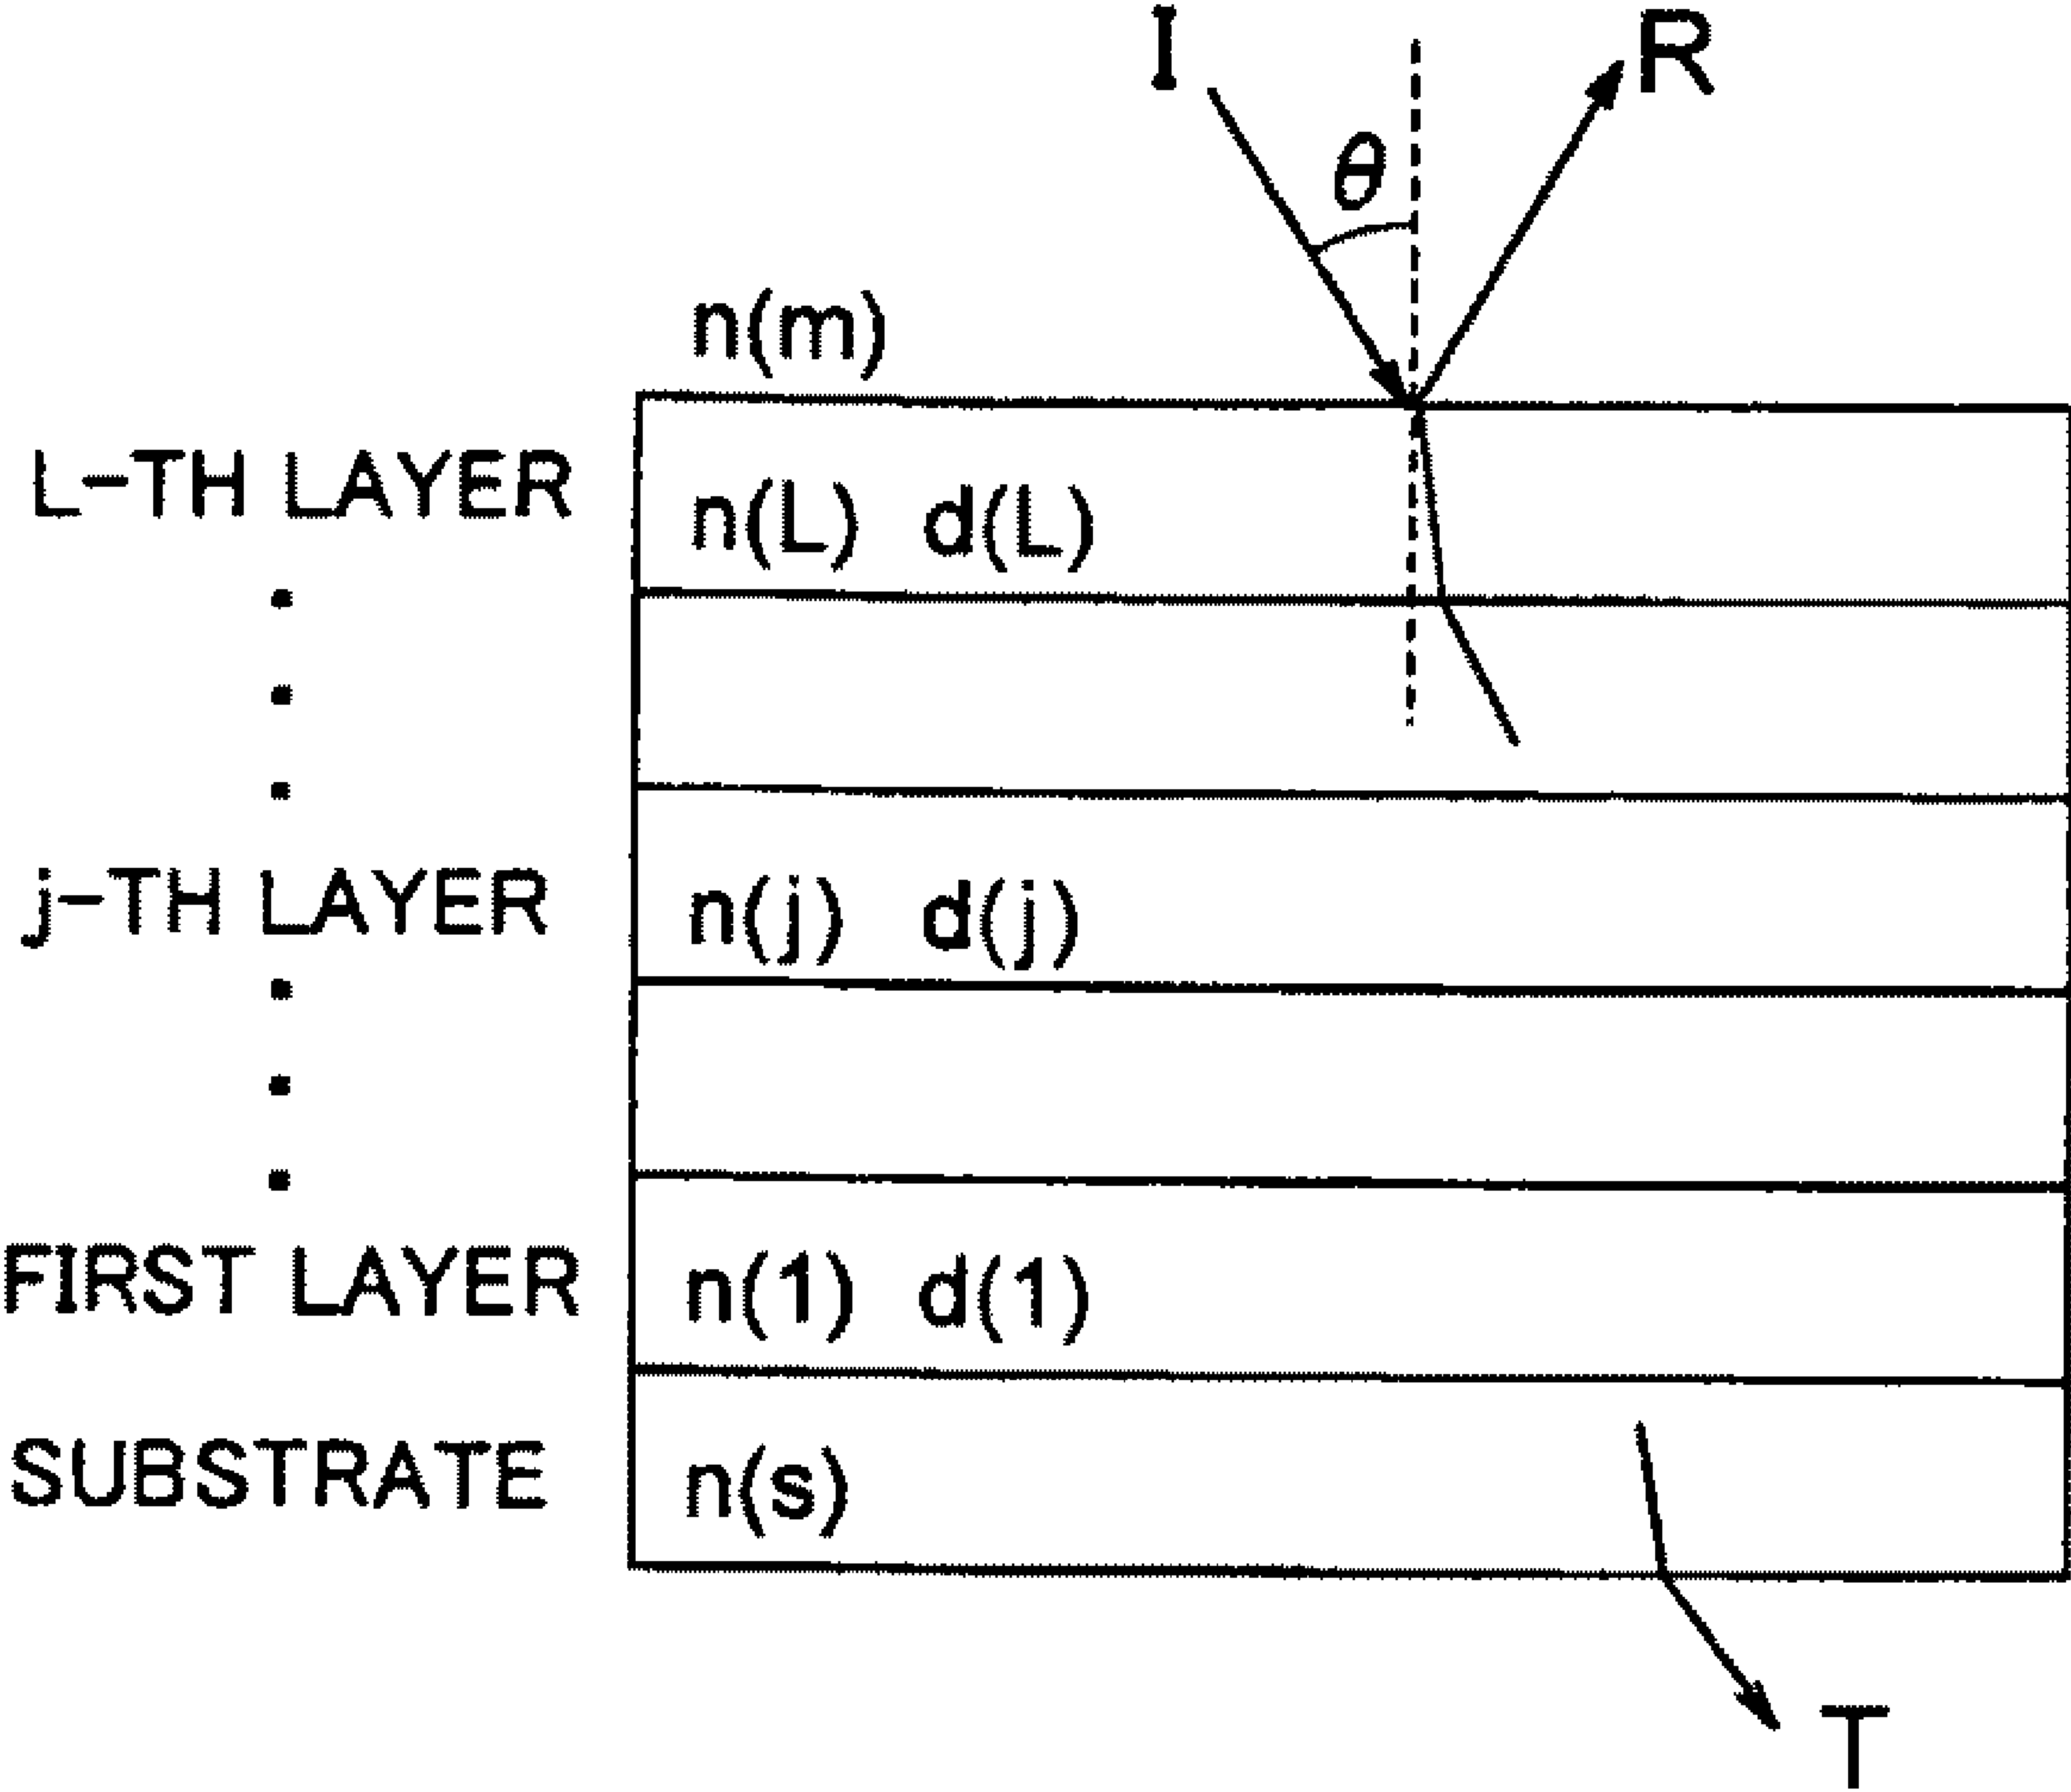 I R
θ
n(m)
L-TH LAYER n(L) d(L)
j-TH LAYER n(j) d(j)
FIRST LAYER n(1) d(1)
SUBSTRATE n(s)
T